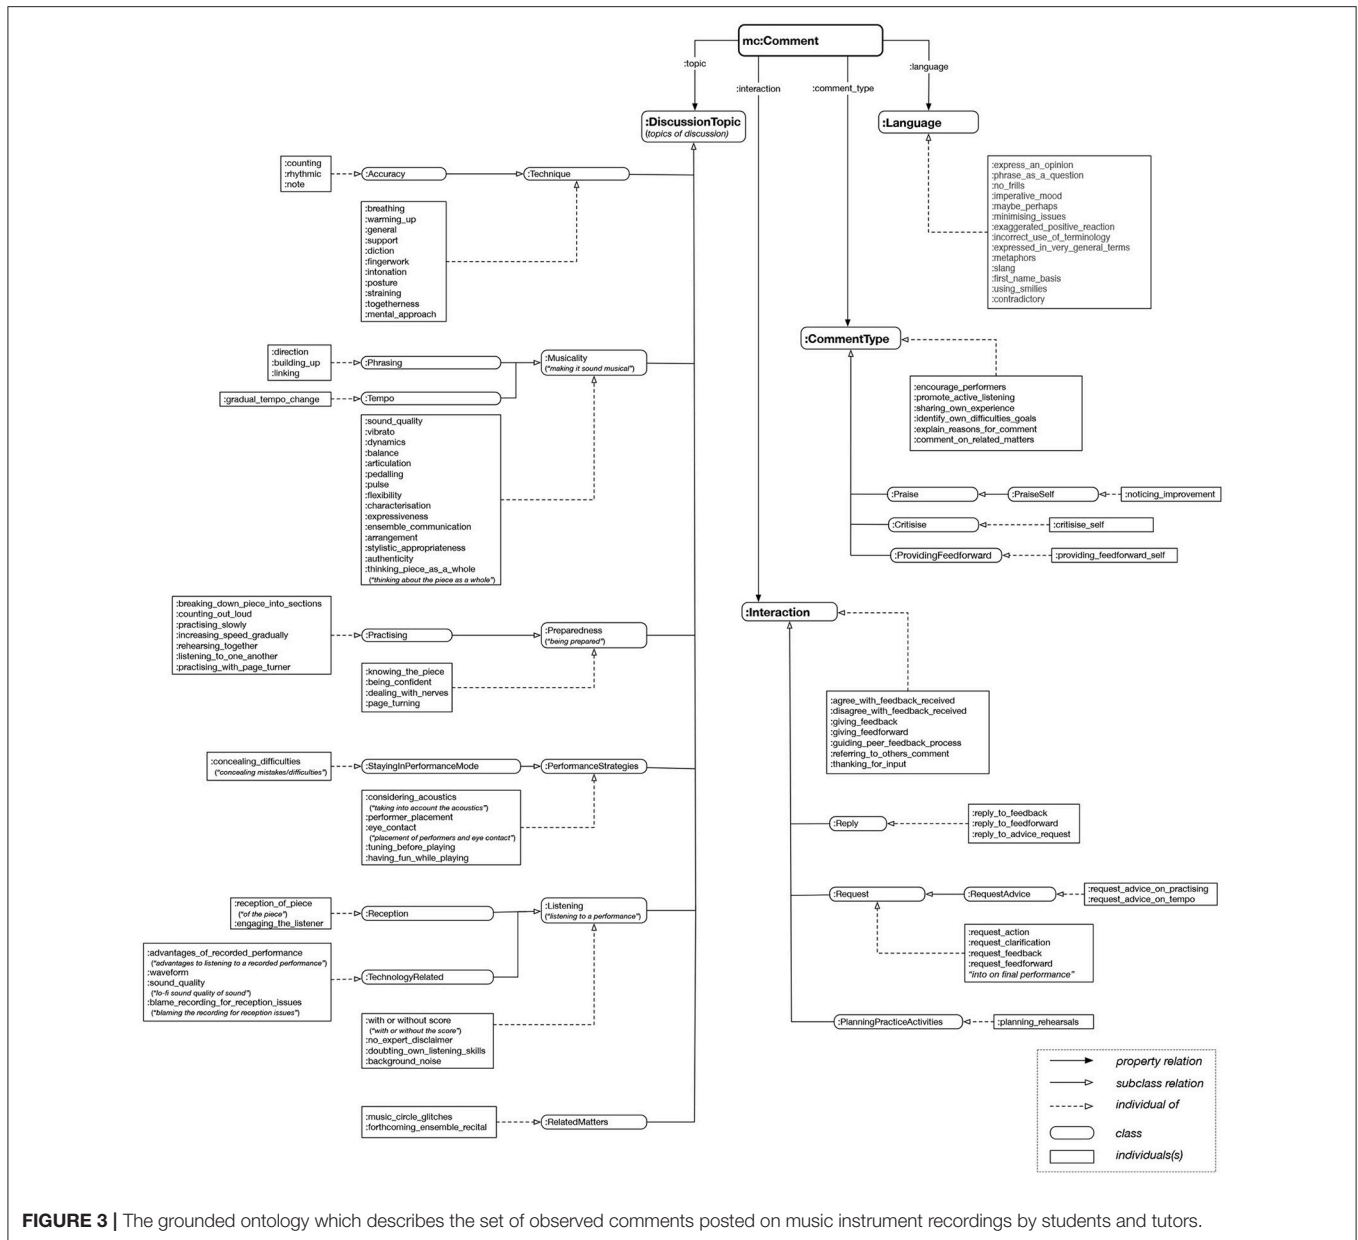 mc:Comment
:topic
:interaction
:comment_type
:language
:DiscussionTopic
(topics of discussion)
:Language
:counting
:rhythmic
:note
:Accuracy
:Technique
:breathing
:warming_up
:general
:support
:diction
:fingerwork
:intonation
:posture
:straining
:togetherness
:mental_approach
:direction
:building_up
:linking
:Phrasing
:Musicality
("making it sound musical")
:gradual_tempo_change
:Tempo
:sound_quality
:vibrato
:dynamics
:balance
:articulation
:pedalling
:pulse
:flexibility
:characterisation
:expressiveness
:ensemble_communication
:arrangement
:stylistic_appropriateness
:authenticity
:thinking_piece_as_a_whole
("thinking about the piece as a whole")
:breaking_down_piece_into_sections
:counting_out_loud
:practising_slowly
:increasing_speed_gradually
:rehearsing_together
:listening_to_one_another
:practising_with_page_turner
:Practising
:Preparedness
("being prepared")
:knowing_the_piece
:being_confident
:dealing_with_nerves
:page_turning
:concealing_difficulties
("concealing mistakes/difficulties")
:StayingInPerformanceMode
:PerformanceStrategies
:considering_acoustics
("taking into account the acoustics")
:performer_placement
:eye_contact
("placement of performers and eye contact")
:tuning_before_playing
:having_fun_while_playing
:reception_of_piece
("of the piece")
:engaging_the_listener
:Reception
:Listening
("listening to a performance")
:advantages_of_recorded_performance
("advantages to listening to a recorded performance")
:waveform
:sound_quality
("lo-fi sound quality of sound")
:blame_recording_for_reception_issues
("blaming the recording for reception issues")
:TechnologyRelated
:with or without score
("with or without the score")
:no_expert_disclaimer
:doubting_own_listening_skills
:background_noise
:music_circle_glitches
:forthcoming_ensemble_recital
:RelatedMatters
:express_an_opinion
:phrase_as_a_question
:no_frills
:imperative_mood
:maybe_perhaps
:minimising_issues
:exaggerated_positive_reaction
:incorrect_use_of_terminology
:expressed_in_very_general_terms
:metaphors
:slang
:first_name_basis
:using_smilies
:contradictory
:CommentType
:encourage_performers
:promote_active_listening
:sharing_own_experience
:identify_own_difficulties_goals
:explain_reasons_for_comment
:comment_on_related_matters
:Praise
:PraiseSelf
:noticing_improvement
:Critisise
:critisise_self
:ProvidingFeedforward
:providing_feedforward_self
:Interaction
:agree_with_feedback_received
:disagree_with_feedback_received
:giving_feedback
:giving_feedforward
:guiding_peer_feedback_process
:referring_to_others_comment
:thanking_for_input
:Reply
:reply_to_feedback
:reply_to_feedforward
:reply_to_advice_request
:Request
:RequestAdvice
:request_advice_on_practising
:request_advice_on_tempo
:request_action
:request_clarification
:request_feedback
:request_feedforward
"into on final performance"
:PlanningPracticeActivities
:planning_rehearsals
property relation
subclass relation
individual of
class
individuals(s)
FIGURE 3 | The grounded ontology which describes the set of observed comments posted on music instrument recordings by students and tutors.